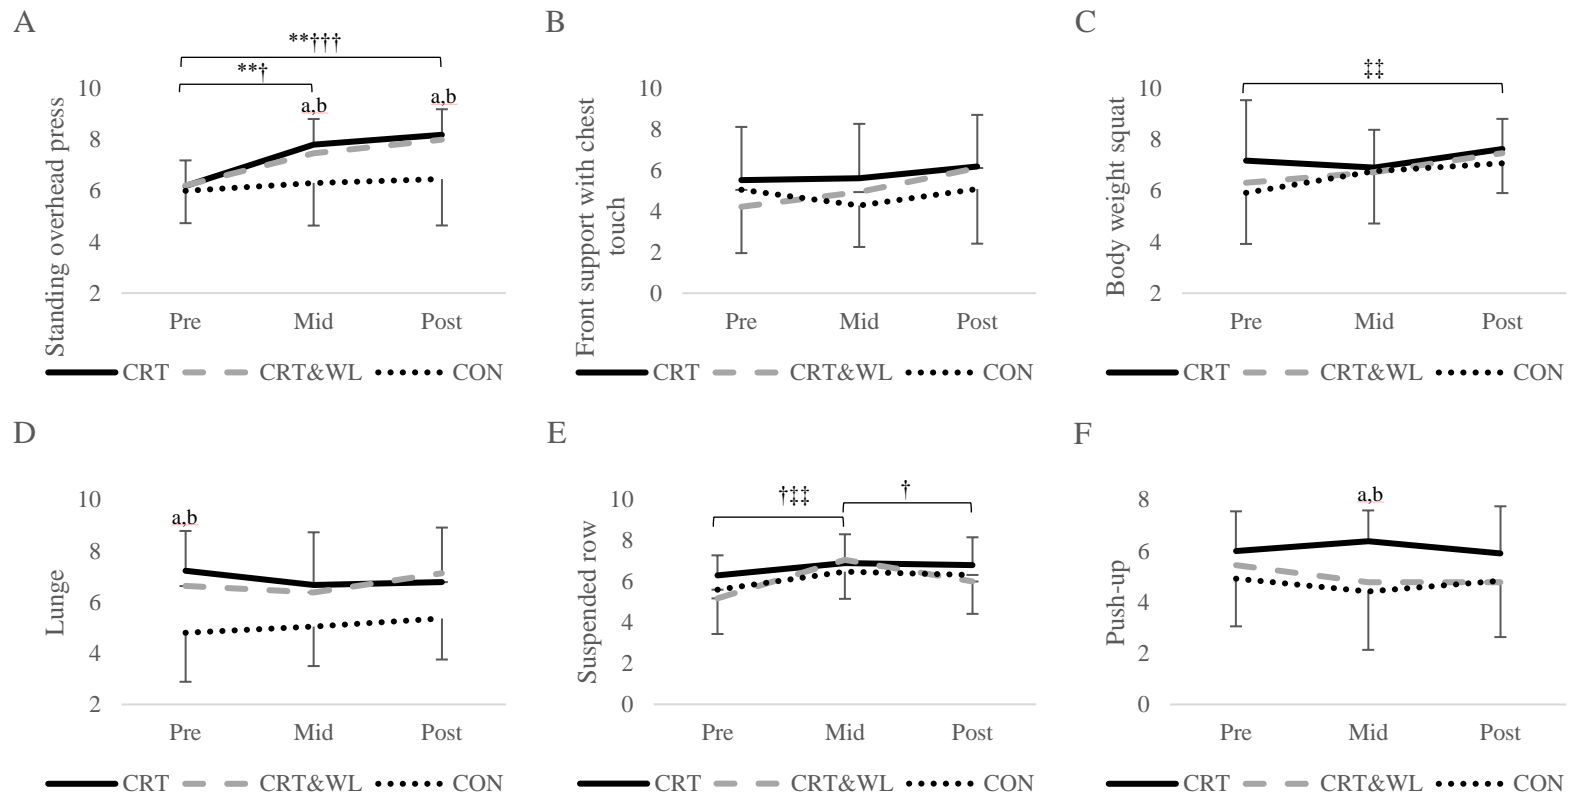 A
**†††
**†
a,b
a,b
10
8
6
4
2
Standing overhead press
Pre Mid Post
CRT CRT&WL CON
B
10
8
6
4
2
0
Front support with chest
touch
Pre Mid Post
CRT CRT&WL CON
C
‡‡
‡‡
10
8
6
4
2
Body weight squat
Pre Mid Post
CRT CRT&WL CON
D
a,b
10
8
6
4
2
Lunge
Pre Mid Post
CRT CRT&WL CON
E
†‡‡
†
10
8
6
4
2
0
Suspended row
Pre Mid Post
CRT CRT&WL CON
F
a,b
8
6
4
2
0
Push-up
Pre Mid Post
CRT CRT&WL CON